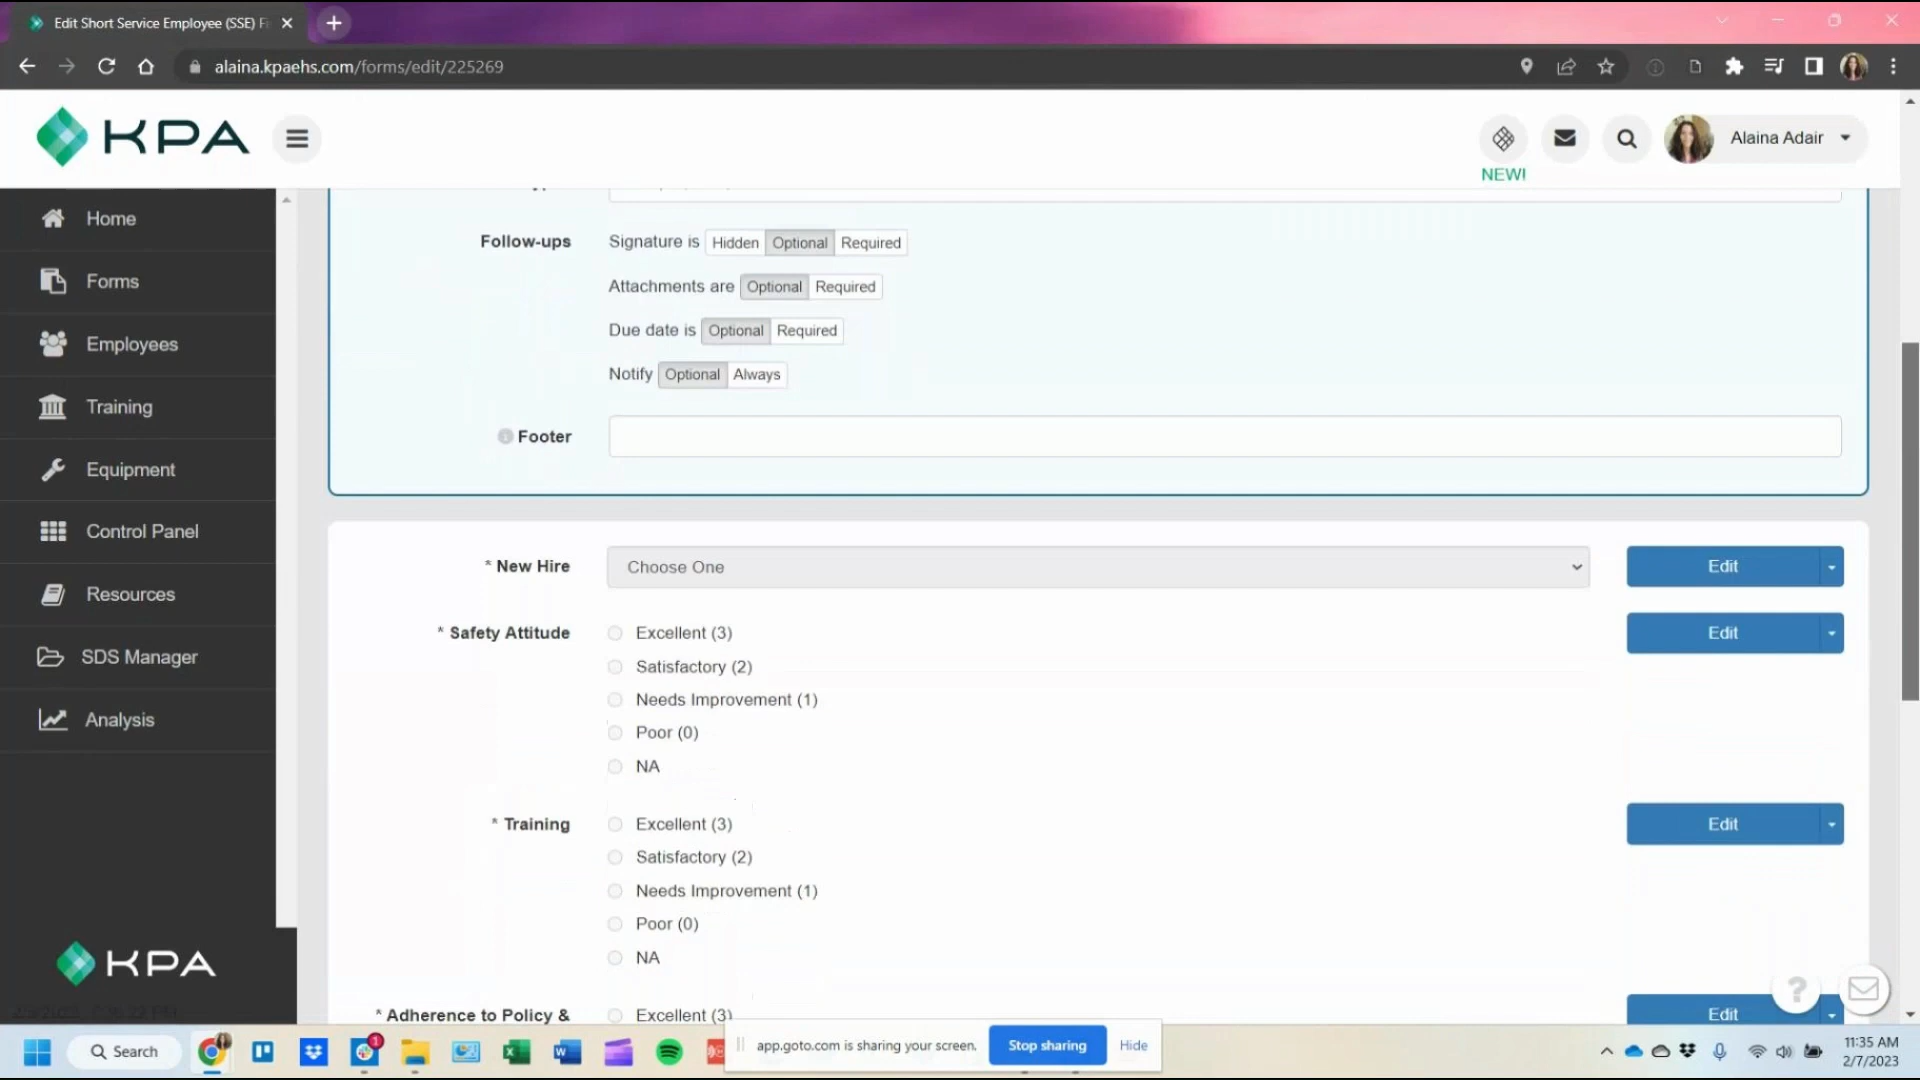 Edit Short Service Employee (SSE) F
alaina.kpaehs.com/forms/edit/225269
KPA
NEW!
Alaina Adair
Home
Forms
Employees
Training
Equipment
Control Panel
Resources
SDS Manager
Analysis
KPA
Follow-ups
Signature is Hidden Optional Required
Attachments are Optional Required
Due date is Optional Required
Notify Optional Always
Footer
* New Hire
Choose One
Edit
* Safety Attitude
Excellent (3)
Edit
Satisfactory (2)
Needs Improvement (1)
Poor (0)
NA
* Training
Excellent (3)
Edit
Satisfactory (2)
Needs Improvement (1)
Poor (0)
NA
* Adherence to Policy &
Excellent (3)
Edit
?
Search
1
app.goto.com is sharing your screen.
Stop sharing
Hide
11:35 AM
2/7/2023